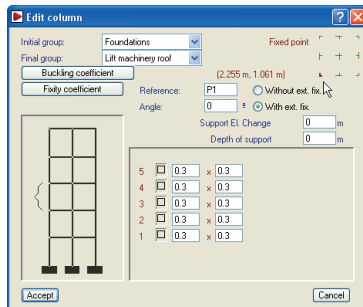 Edit column
Initial group: Foundations Fixed point
Final group: Lift machinery roof
Buckling coefficient (2.255 m, 1.061 m)
Fixity coefficient Reference: P1 Without ext. fix.
Angle: 0 ° With ext. fix.
Support El. Change 0 m
Depth of support 0 m
5 0.3 x 0.3
4 0.3 x 0.3
3 0.3 x 0.3
2 0.3 x 0.3
1 0.3 x 0.3
Accept Cancel